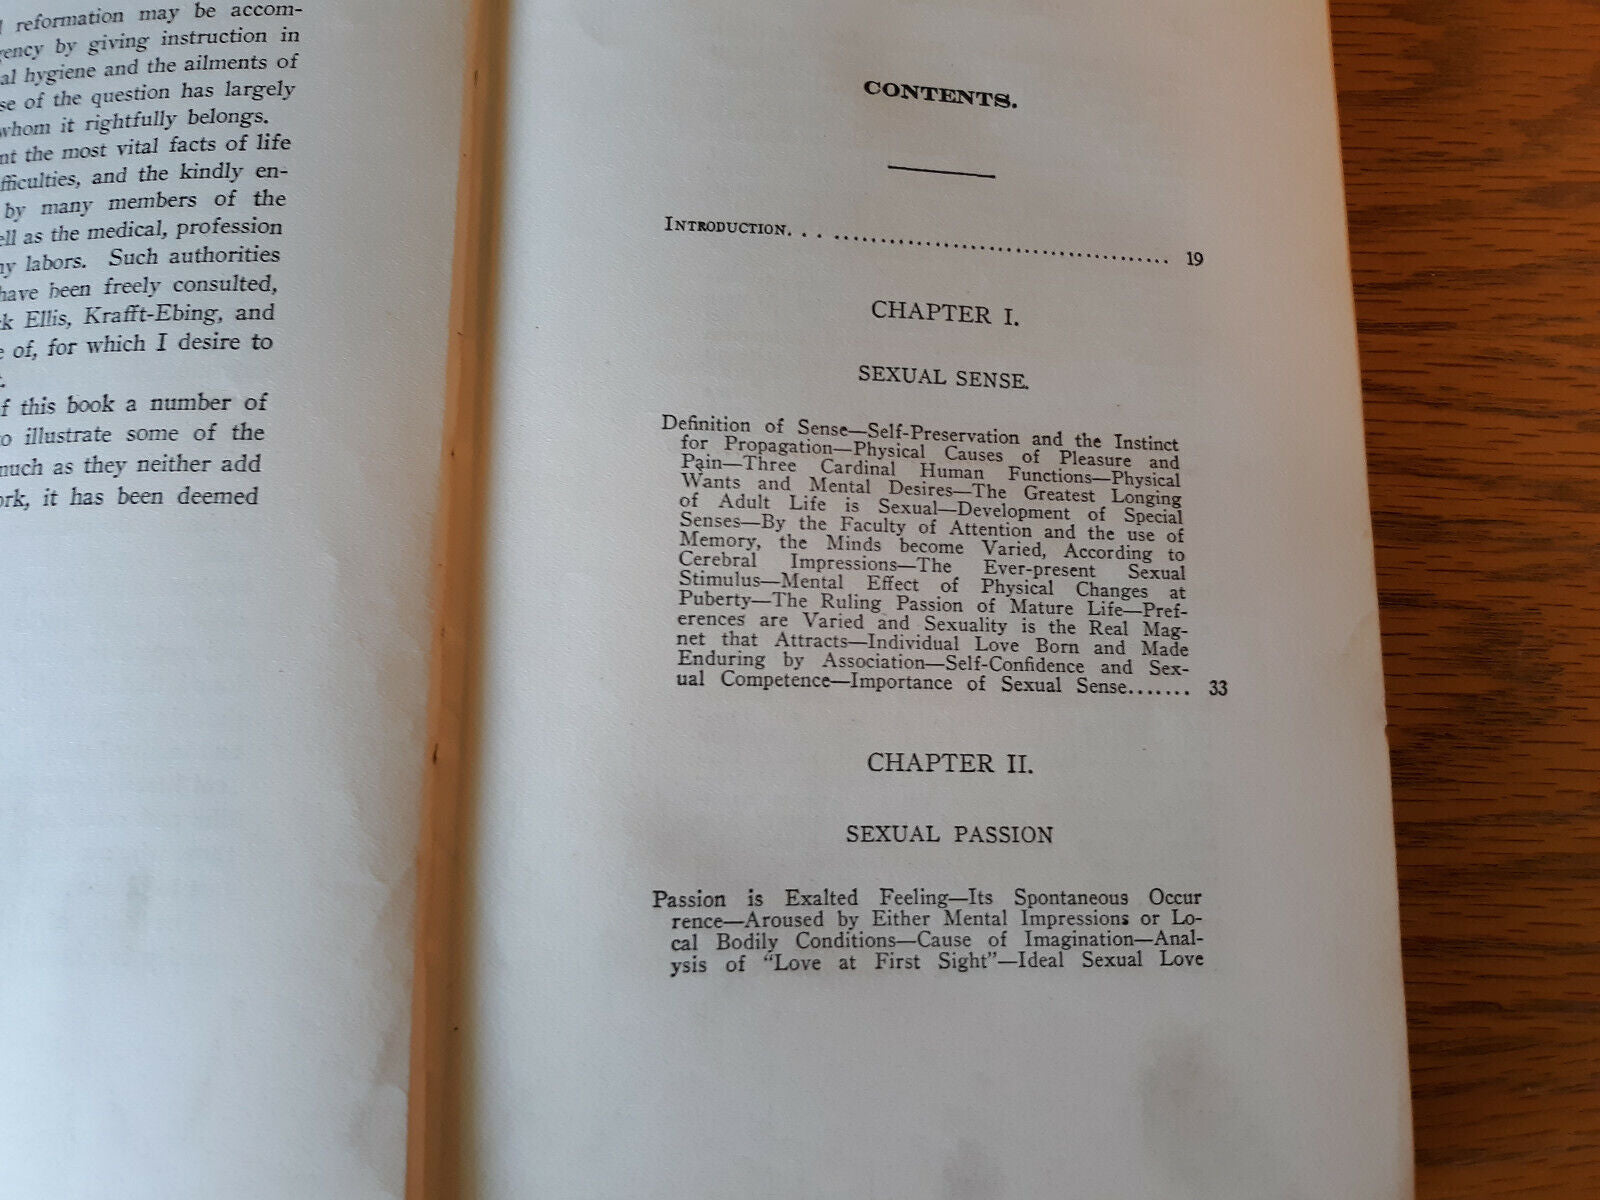 reformation may be accom-
by giving instruction in
hygiene and the ailments of
of the question has largely
whom it rightfully belongs.
the most vital facts of life
and the kindly en-
by many members of the
as the medical, profession
labors. Such authorities
have been freely consulted,
Ellis, Krafft-Ebing, and
of, for which I desire to
this book a number of
illustrate some of the
much as they neither add
it has been deemed
CONTENTS.
INTRODUCTION. . . ..................................... 19
CHAPTER I.
SEXUAL SENSE.
Definition of Sense—Self-Preservation and the Instinct
for Propagation—Physical Causes of Pleasure and
Pain—Three Cardinal Human Functions—Physical
Wants and Mental Desires—The Greatest Longing
of Adult Life is Sexual—Development of Special
Senses—By the Faculty of Attention and the use of
Memory, the Minds become Varied, According to
Cerebral Impressions—The Ever-present Sexual
Stimulus—Mental Effect of Physical Changes at
Puberty—The Ruling Passion of Mature Life—Pref-
erences are Varied and Sexuality is the Real Mag-
net that Attracts—Individual Love Born and Made
Enduring by Association—Self-Confidence and Sex-
ual Competence—Importance of Sexual Sense....... 33
CHAPTER II.
SEXUAL PASSION
Passion is Exalted Feeling—Its Spontaneous Occur
rence—Aroused by Either Mental Impressions or Lo-
cal Bodily Conditions—Cause of Imagination—Anal-
ysis of "Love at First Sight"—Ideal Sexual Love